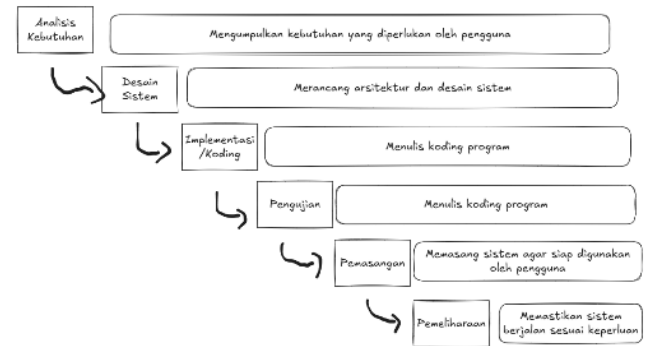 Analisis
Kebutuhan
Mengumpulkan kebutuhan yang diperlukan oleh pengguna
Desain
Sistem
Merancang arsitektur dan desain sistem
Implementasi
/Koding
Menulis koding program
Pengujian
Menulis koding program
Pemasangan
Memasang sistem agar siap digunakan
oleh pengguna
Pemeliharaan
Memastikan sistem
berjalan sesuai keperluan